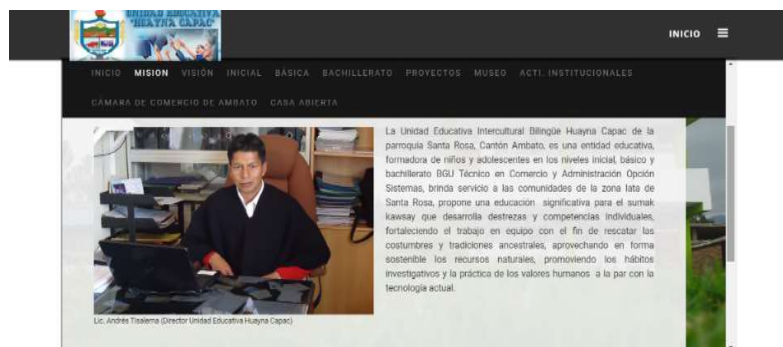 UNIDAD EDUCATIVA
"HUAYNA CAPAC"
INICIO
INICIO MISION VISIÓN INICIAL BÁSICA BACHILLERATO PROYECTOS MUSEO ACTI. INSTITUCIONALES
CÁMARA DE COMERCIO DE AMBATO CASA ABIERTA
La Unidad Educativa Intercultural Bilingüe Huayna Capac de la
parroquia Santa Rosa, Cantón Ambato, es una entidad educativa,
formadora de niños y adolescentes en los niveles inicial, básico y
bachillerato BGU Técnico en Comercio y Administración Opción
Sistemas, brinda servicio a las comunidades de la zona lata de
Santa Rosa, propone una educación significativa para el sumak
kawsay que desarrolla destrezas y competencias individuales,
fortaleciendo el trabajo en equipo con el fin de rescatar las
costumbres y tradiciones ancestrales, aprovechando en forma
sostenible los recursos naturales, promoviendo los hábitos
investigativos y la práctica de los valores humanos a la par con la
tecnología actual.
Lic. Andrés Tisalema (Director Unidad Educativa Huayna Capac)